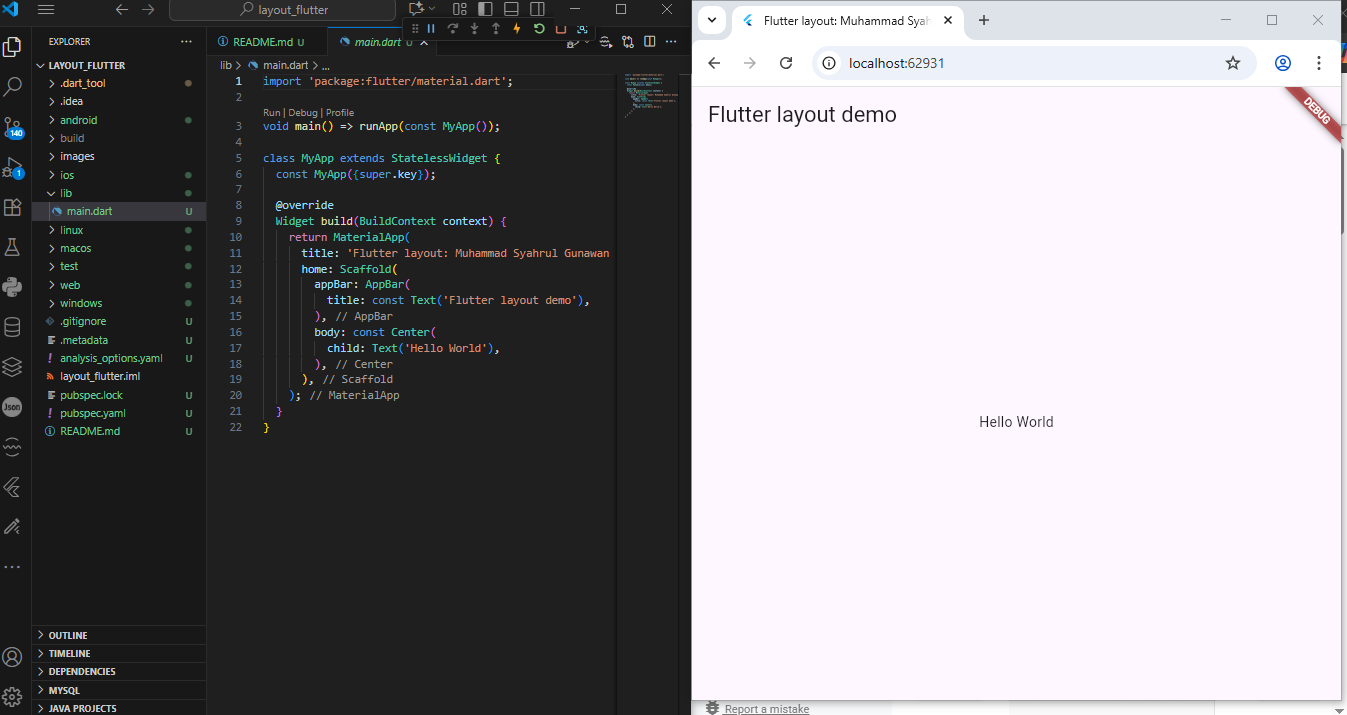 layout_flutter
EXPLORER
LAYOUT_FLUTTER
.dart_tool
.idea
android
build
images
ios
lib
main.dart U
linux
macos
test
web
windows
.gitignore U
.metadata U
analysis_options.yaml U
layout_flutter.iml
pubspec.lock U
pubspec.yaml U
README.md U
OUTLINE
TIMELINE
DEPENDENCIES
MYSQL
JAVA PROJECTS
140
1
Json
README.md U
main.dart U
lib > main.dart > ...
1 import 'package:flutter/material.dart';
2
Run | Debug | Profile
3 void main() => runApp(const MyApp());
4
5 class MyApp extends StatelessWidget {
6 const MyApp({super.key});
7
8 @override
9 Widget build(BuildContext context) {
10 return MaterialApp(
11 title: 'Flutter layout: Muhammad Syahrul Gunawan
12 home: Scaffold(
13 appBar: AppBar(
14 title: const Text('Flutter layout demo'),
15 ), // AppBar
16 body: const Center(
17 child: Text('Hello World'),
18 ), // Center
19 ), // Scaffold
20 ); // MaterialApp
21 }
22 }
Flutter layout: Muhammad Syah
localhost:62931
Flutter layout demo
DEBUG
Hello World
Report a mistake